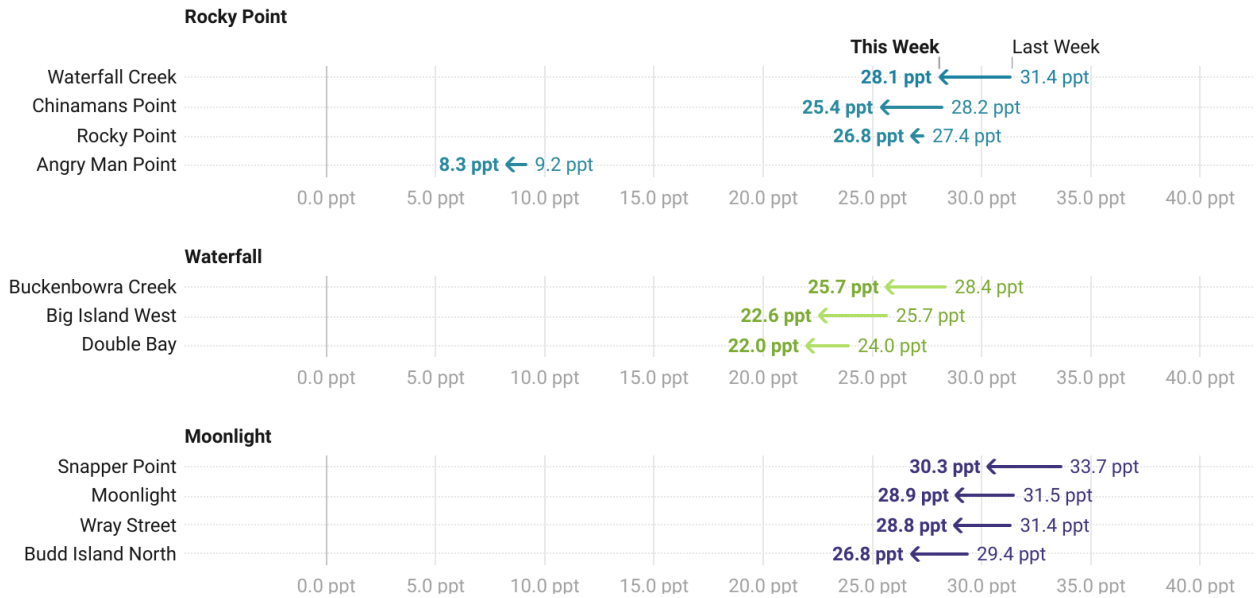 Rocky Point
This Week Last Week
Waterfall Creek 28.1 ppt 31.4 ppt
Chinamans Point 25.4 ppt 28.2 ppt
Rocky Point 26.8 ppt 27.4 ppt
Angry Man Point 8.3 ppt 9.2 ppt
0.0 ppt 5.0 ppt 10.0 ppt 15.0 ppt 20.0 ppt 25.0 ppt 30.0 ppt 35.0 ppt 40.0 ppt
Waterfall
Buckenbowra Creek 25.7 ppt 28.4 ppt
Big Island West 22.6 ppt 25.7 ppt
Double Bay 22.0 ppt 24.0 ppt
0.0 ppt 5.0 ppt 10.0 ppt 15.0 ppt 20.0 ppt 25.0 ppt 30.0 ppt 35.0 ppt 40.0 ppt
Moonlight
Snapper Point 30.3 ppt 33.7 ppt
Moonlight 28.9 ppt 31.5 ppt
Wray Street 28.8 ppt 31.4 ppt
Budd Island North 26.8 ppt 29.4 ppt
0.0 ppt 5.0 ppt 10.0 ppt 15.0 ppt 20.0 ppt 25.0 ppt 30.0 ppt 35.0 ppt 40.0 ppt